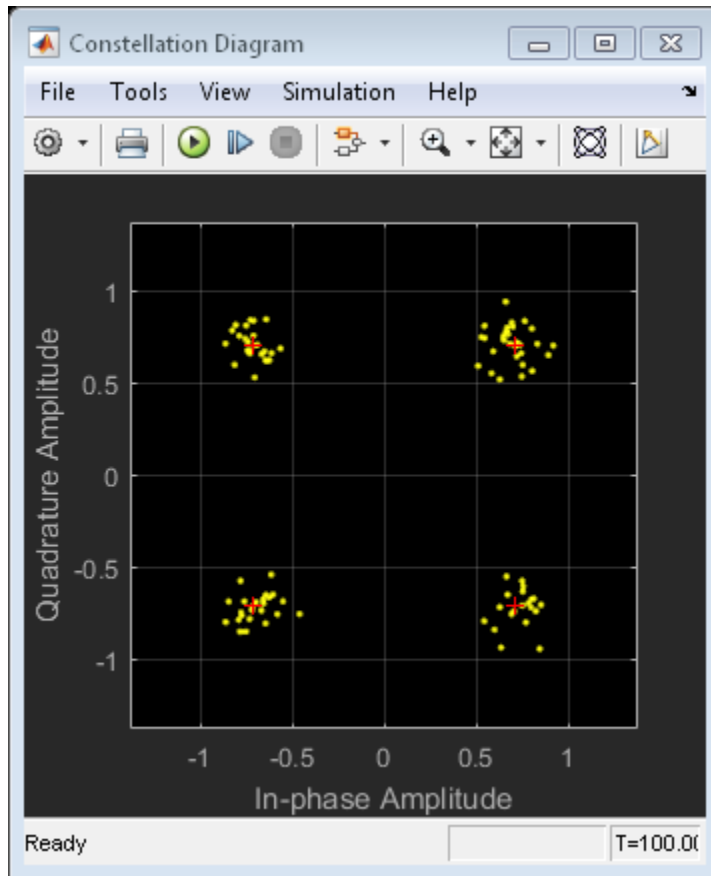 Constellation Diagram
File Tools View Simulation Help
Quadrature Amplitude
1
0.5
0
-0.5
-1
-1 -0.5 0 0.5 1
In-phase Amplitude
Ready T=100.00